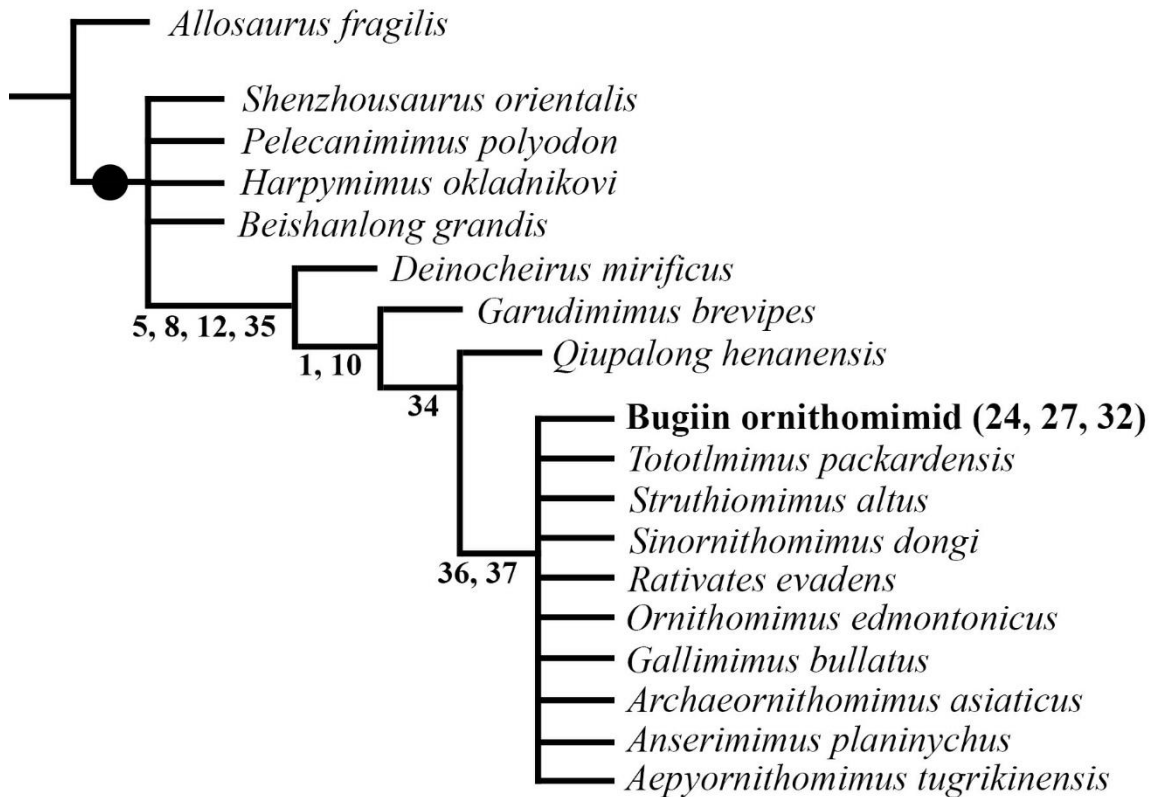 Allosaurus fragilis
Shenzhousaurus orientalis
Pelecanimimus polyodon
Harpymimus okladnikovi
Beishanlong grandis
Deinocheirus mirificus
5, 8, 12, 35
Garudimimus brevipes
1, 10
Qiupalong henanensis
34
Bugiin ornithomimid (24, 27, 32)
Tototlmimus packardensis
Struthiomimus altus
Sinornithomimus dongi
36, 37
Rativates evadens
Ornithomimus edmontonicus
Gallimimus bullatus
Archaeornithomimus asiaticus
Anserimimus planinychus
Aepyornithomimus tugrikinensis